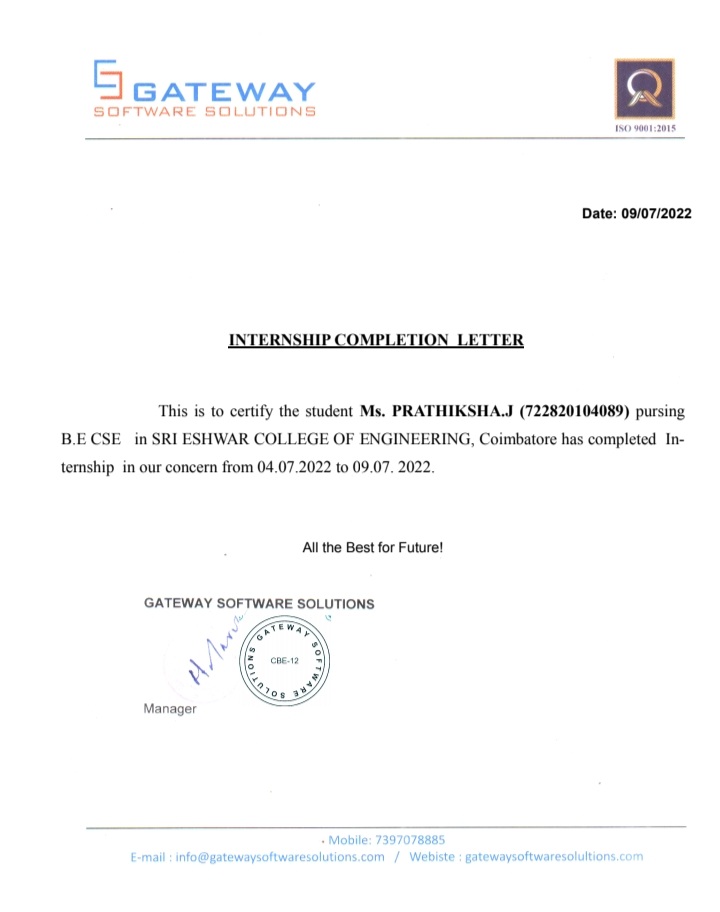 GATEWAY
SOFTWARE SOLUTIONS
ISO 9001:2015
Date: 09/07/2022
INTERNSHIP COMPLETION LETTER
This is to certify the student Ms. PRATHIKSHA.J (722820104089) pursing
B.E CSE in SRI ESHWAR COLLEGE OF ENGINEERING, Coimbatore has completed In-
ternship in our concern from 04.07.2022 to 09.07. 2022.
All the Best for Future!
GATEWAY SOFTWARE SOLUTIONS
GATEWAY SOFTWARE SOLUTIONS
CBE-12
Manager
Mobile: 7397078885
E-mail : info@gatewaysoftwaresolutions.com / Webiste : gatewaysoftwaresolultions.com